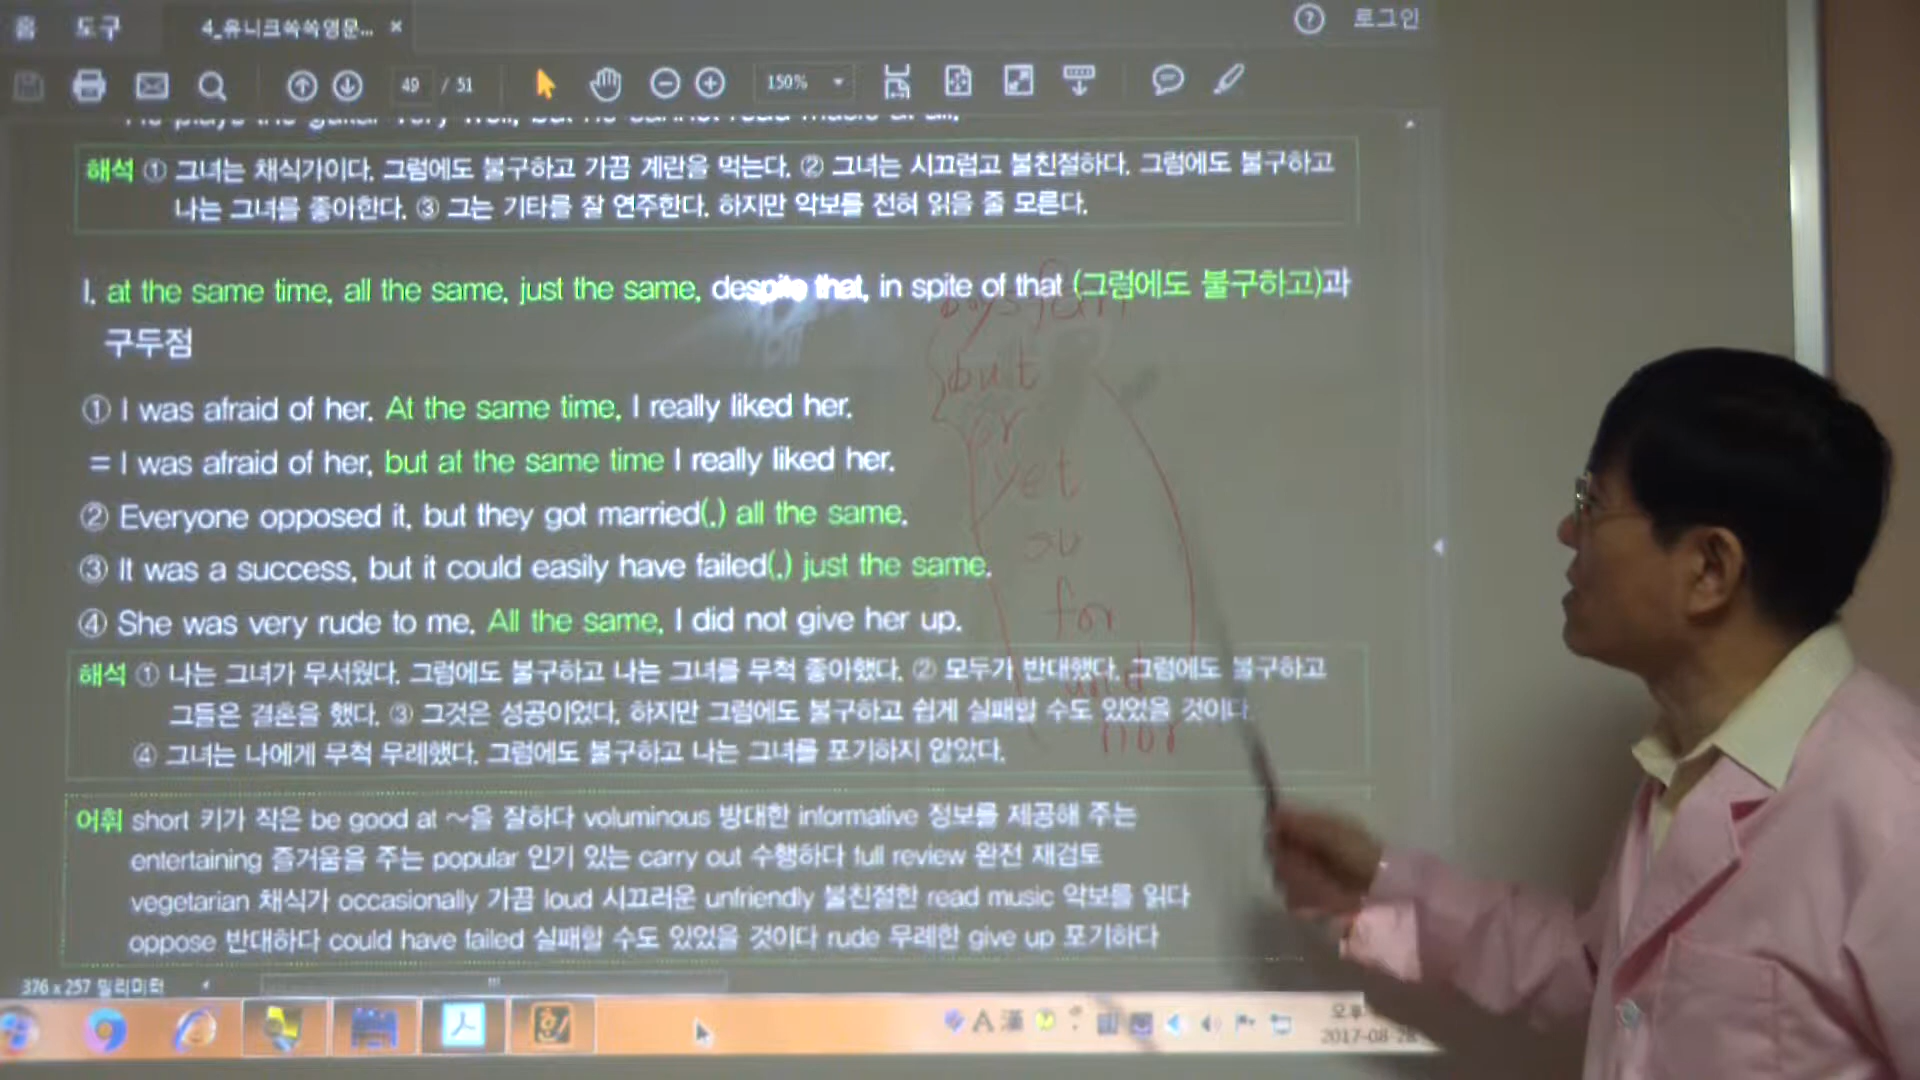 홈 도구 4_유니크쏙쏙영문... × ? 로그인
49 / 51 150%
He plays the guitar very well, but he cannot read music at all.
해석 ① 그녀는 채식가이다. 그럼에도 불구하고 가끔 계란을 먹는다. ② 그녀는 시끄럽고 불친절하다. 그럼에도 불구하고
나는 그녀를 좋아한다. ③ 그는 기타를 잘 연주한다. 하지만 악보를 전혀 읽을 줄 모른다.
I. at the same time, all the same, just the same, despite that, in spite of that (그럼에도 불구하고)과
구두점
① I was afraid of her. At the same time, I really liked her.
= I was afraid of her, but at the same time I really liked her.
② Everyone opposed it, but they got married(,) all the same.
③ It was a success, but it could easily have failed(,) just the same.
④ She was very rude to me. All the same, I did not give her up.
boysfan
but
or
yet
for
and
nor
해석 ① 나는 그녀가 무서웠다. 그럼에도 불구하고 나는 그녀를 무척 좋아했다. ② 모두가 반대했다. 그럼에도 불구하고
그들은 결혼을 했다. ③ 그것은 성공이었다. 하지만 그럼에도 불구하고 쉽게 실패할 수도 있었을 것이다.
④ 그녀는 나에게 무척 무례했다. 그럼에도 불구하고 나는 그녀를 포기하지 않았다.
어휘 short 키가 작은 be good at ～을 잘하다 voluminous 방대한 informative 정보를 제공해 주는
entertaining 즐거움을 주는 popular 인기 있는 carry out 수행하다 full review 완전 재검토
vegetarian 채식가 occasionally 가끔 loud 시끄러운 unfriendly 불친절한 read music 악보를 읽다
oppose 반대하다 could have failed 실패할 수도 있었을 것이다 rude 무례한 give up 포기하다
376 x 257 밀리미터
A 漢 오후
2017-08-28